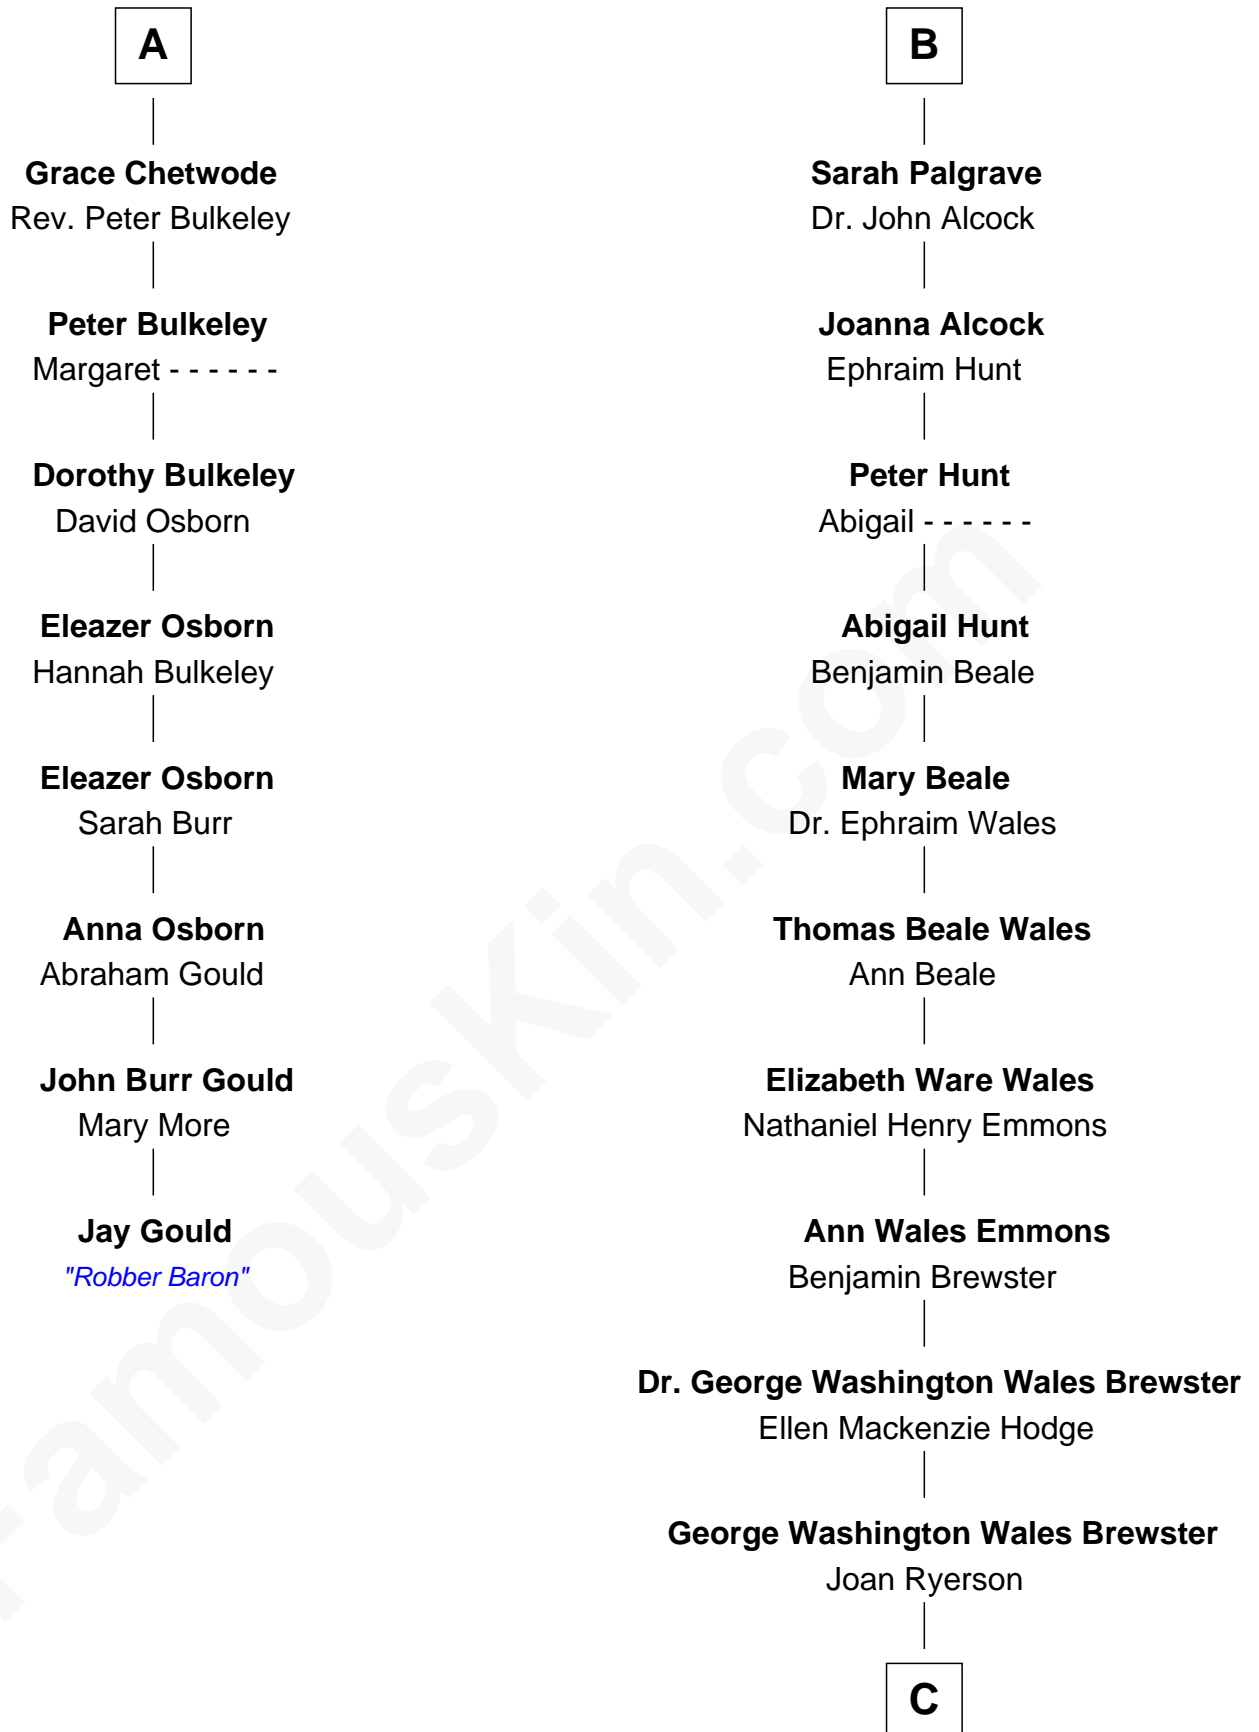 A
Grace Chetwode
Rev. Peter Bulkeley
Peter Bulkeley
Margaret - - - - - -
Dorothy Bulkeley
David Osborn
Eleazer Osborn
Hannah Bulkeley
Eleazer Osborn
Sarah Burr
Anna Osborn
Abraham Gould
John Burr Gould
Mary More
Jay Gould
"Robber Baron"
B
Sarah Palgrave
Dr. John Alcock
Joanna Alcock
Ephraim Hunt
Peter Hunt
Abigail - - - - - -
Abigail Hunt
Benjamin Beale
Mary Beale
Dr. Ephraim Wales
Thomas Beale Wales
Ann Beale
Elizabeth Ware Wales
Nathaniel Henry Emmons
Ann Wales Emmons
Benjamin Brewster
Dr. George Washington Wales Brewster
Ellen Mackenzie Hodge
George Washington Wales Brewster
Joan Ryerson
C
FamousKin.com